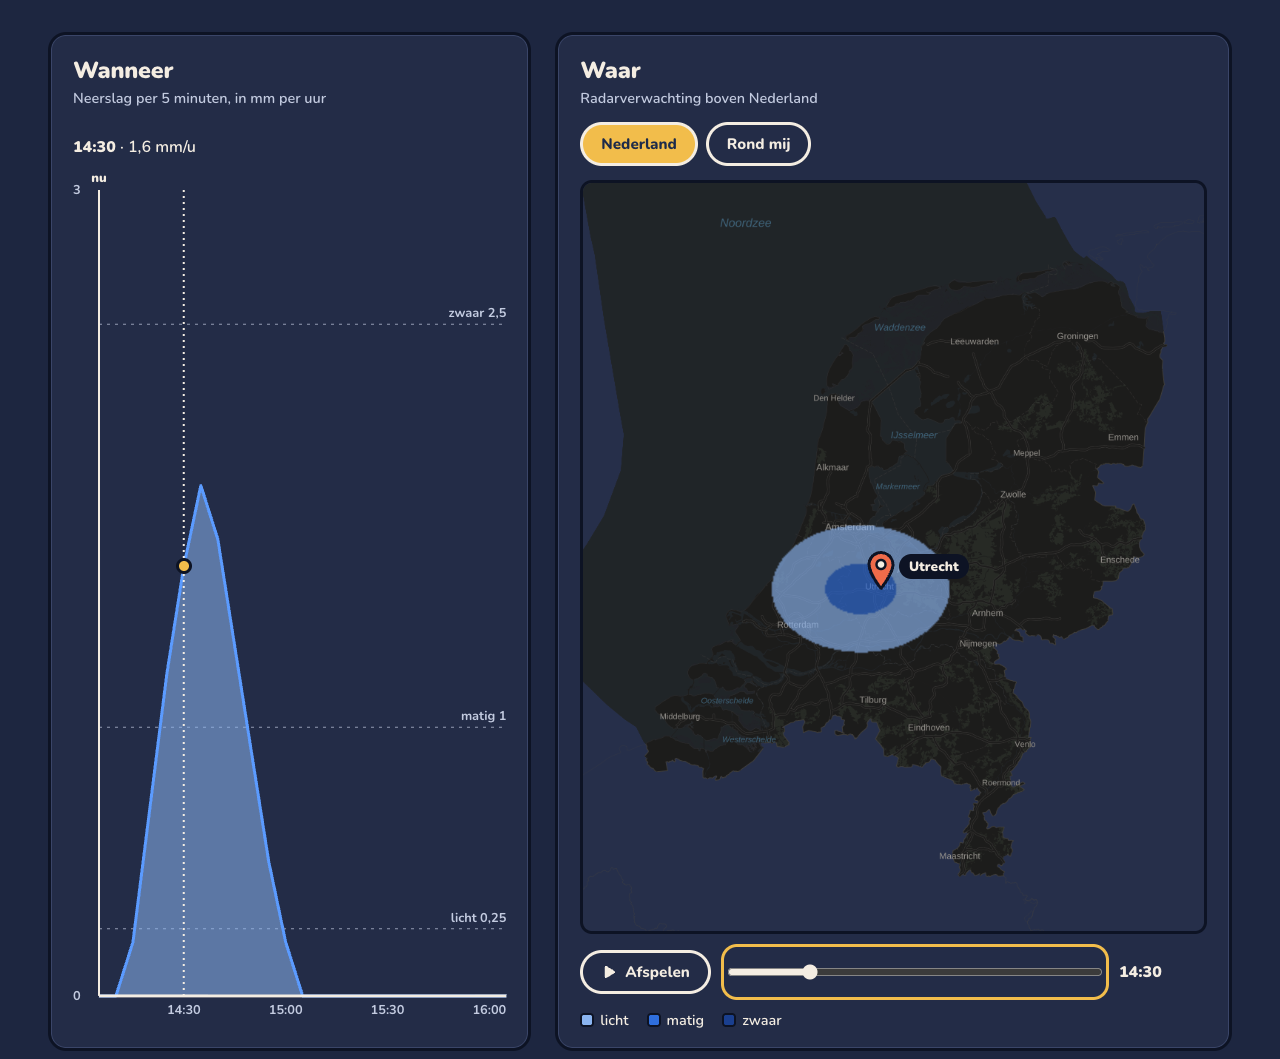 Wanneer
Neerslag per 5 minuten, in mm per uur
14:30 · 1,6 mm/u
nu
3
zwaar 2,5
matig 1
licht 0,25
0
14:30
15:00
15:30
16:00
Waar
Radarverwachting boven Nederland
Nederland
Rond mij
Noordzee
Waddenzee
Leeuwarden
Groningen
Den Helder
IJsselmeer
Emmen
Meppel
Alkmaar
Markermeer
Zwolle
Amsterdam
Enschede
Utrecht
Utrecht
Arnhem
Rotterdam
Nijmegen
Oosterschelde
Tilburg
Middelburg
Eindhoven
Westerschelde
Venlo
Roermond
Maastricht
Afspelen
14:30
licht
matig
zwaar